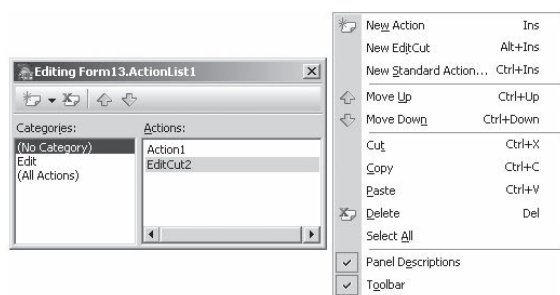 Editing Form13.ActionList1
Categories:
(No Category)
Edit
(All Actions)
Actions:
Action1
EditCut2
New Action Ins
New EditCut Alt+Ins
New Standard Action... Ctrl+Ins
Move Up Ctrl+Up
Move Down Ctrl+Down
Cut Ctrl+X
Copy Ctrl+C
Paste Ctrl+V
Delete Del
Select All
Panel Descriptions
Toolbar